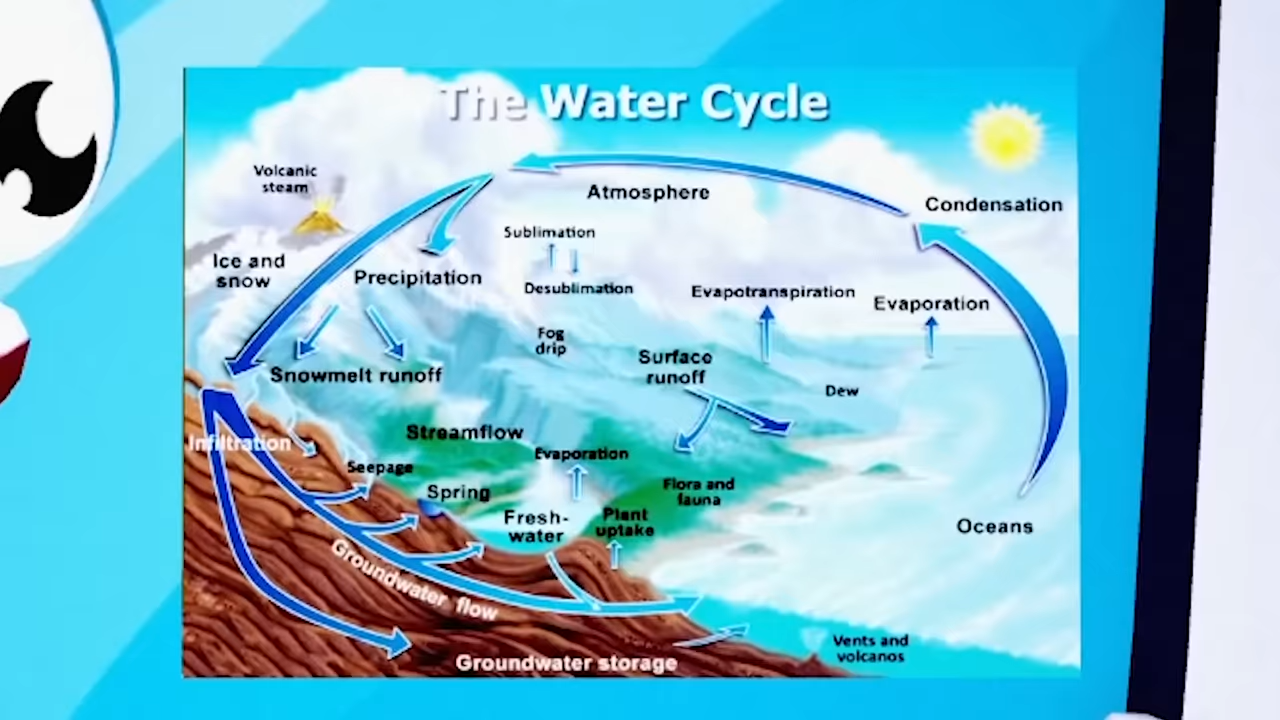 The Water Cycle
Volcanic
steam
Atmosphere
Condensation
Sublimation
Ice and
snow
Precipitation
Desublimation
Evapotranspiration
Evaporation
Fog
drip
Surface
runoff
Snowmelt runoff
Dew
Streamflow
Infiltration
Evaporation
Seepage
Spring
Flora and
fauna
Fresh-
water
Plant
uptake
Oceans
Groundwater flow
Vents and
volcanos
Groundwater storage